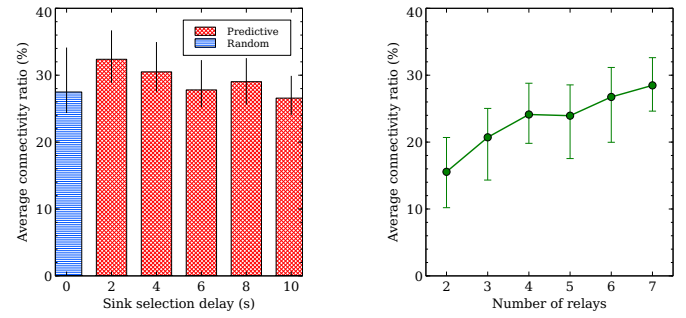 Average connectivity ratio (%)
40
30
20
10
0
Predictive
Random
0 2 4 6 8 10
Sink selection delay (s)
Average connectivity ratio (%)
40
30
20
10
0
2 3 4 5 6 7
Number of relays